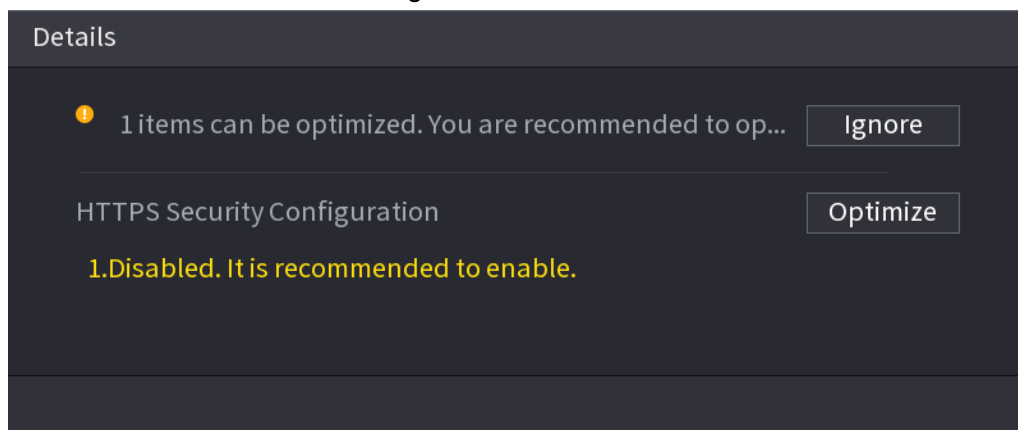 Details
1 items can be optimized. You are recommended to op... Ignore
HTTPS Security Configuration Optimize
1.Disabled. It is recommended to enable.